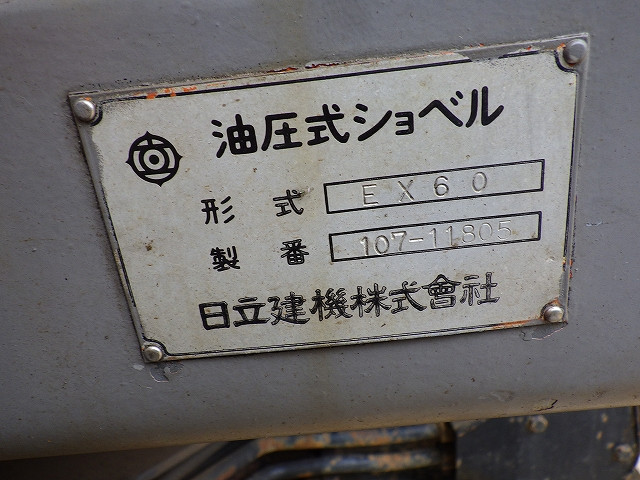 油圧式ショベル
形式 EX60
製番 107-11805
日立建機株式會社